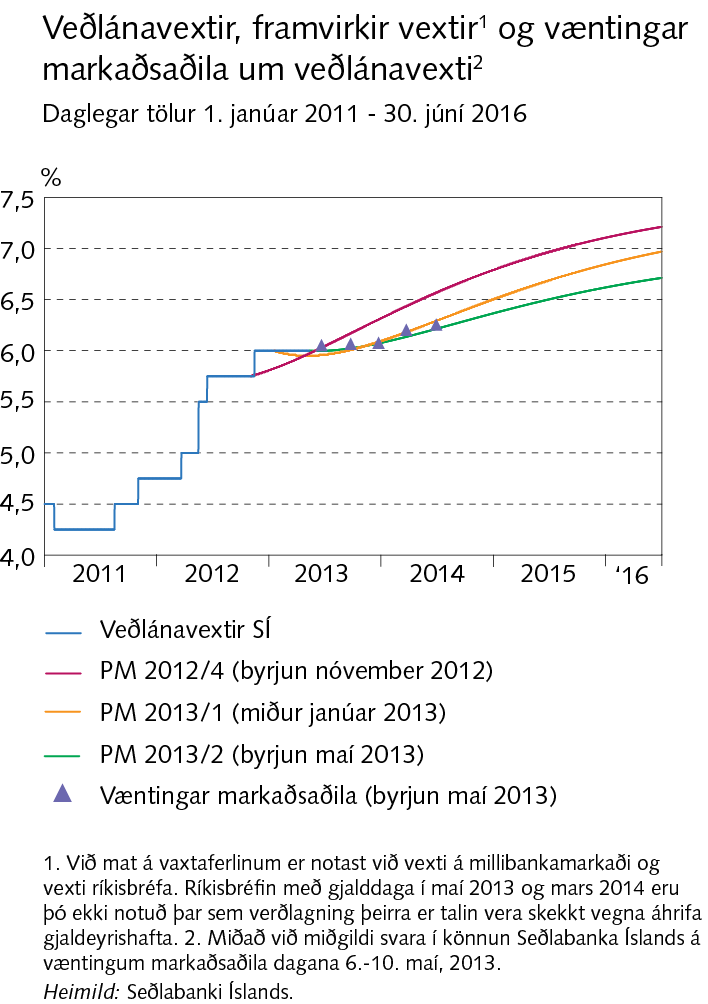 Veðlánavextir, framvirkir vextir¹ og væntingar
markaðsaðila um veðlánavexti²
Daglegar tölur 1. janúar 2011 - 30. júní 2016
%
7,5
7,0
6,5
6,0
5,5
5,0
4,5
4,0
2011 2012 2013 2014 2015 ‘16
Veðlánavextir SÍ
PM 2012/4 (byrjun nóvember 2012)
PM 2013/1 (miður janúar 2013)
PM 2013/2 (byrjun maí 2013)
Væntingar markaðsaðila (byrjun maí 2013)
1. Við mat á vaxtaferlinum er notast við vexti á millibankamarkaði og
vexti ríkisbréfa. Ríkisbréfin með gjalddaga í maí 2013 og mars 2014 eru
þó ekki notuð þar sem verðlagning þeirra er talin vera skekkt vegna áhrifa
gjaldeyrishafta. 2. Miðað við miðgildi svara í könnun Seðlabanka Íslands á
væntingum markaðsaðila dagana 6.-10. maí, 2013.
Heimild: Seðlabanki Íslands.